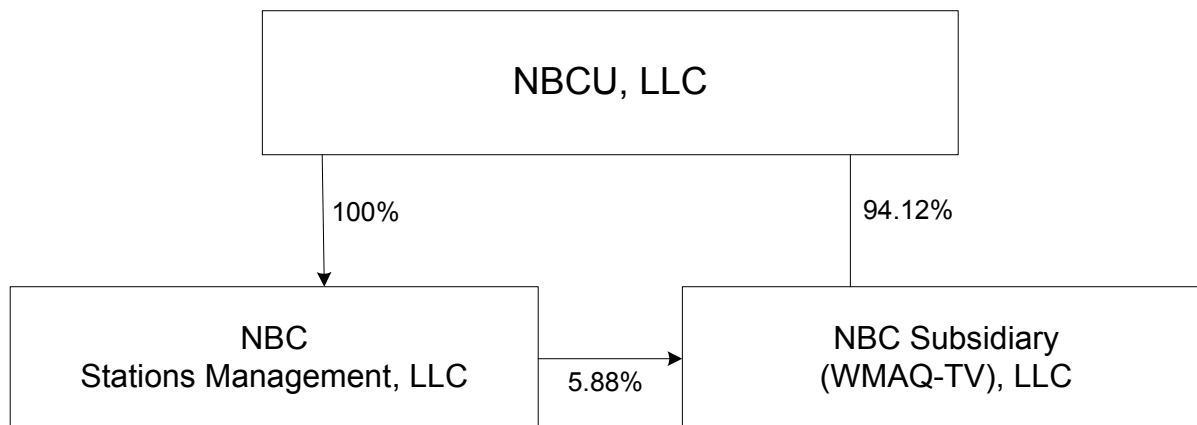 NBCU, LLC
100%
94.12%
NBC
Stations Management, LLC
5.88%
NBC Subsidiary
(WMAQ-TV), LLC